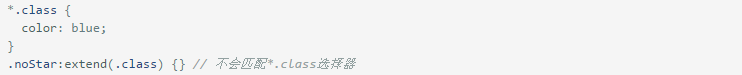 *.class {
  color: blue;
}
.noStar:extend(.class) {} // 不会匹配*.class选择器